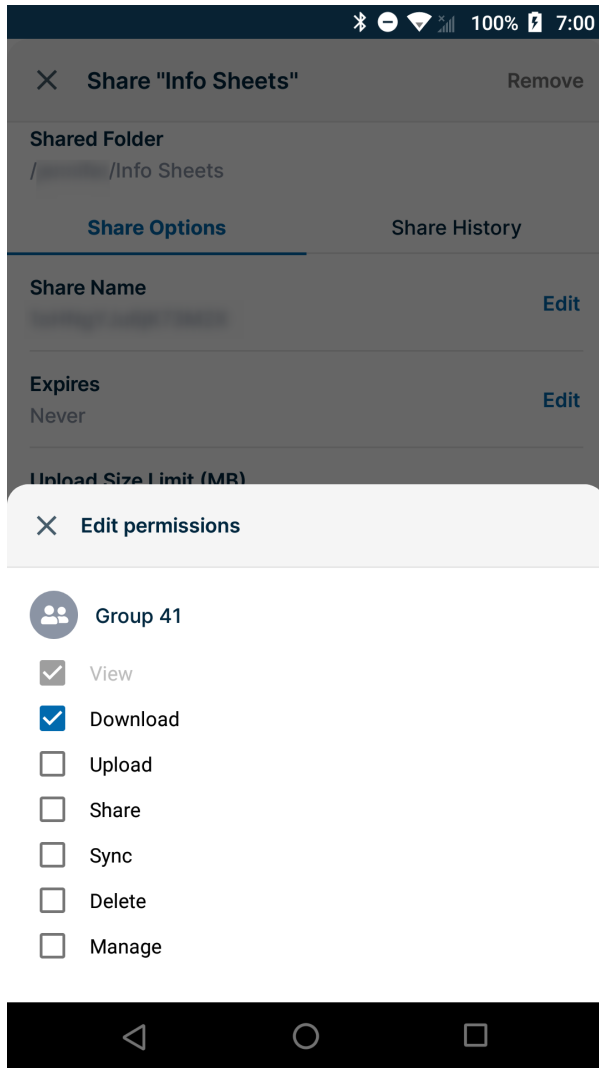 100% 7:00
Share "Info Sheets" Remove
Shared Folder
/ /Info Sheets
Share Options Share History
Share Name
Edit
Expires
Never
Edit
Upload Size Limit (MB)
Edit permissions
Group 41
View
Download
Upload
Share
Sync
Delete
Manage